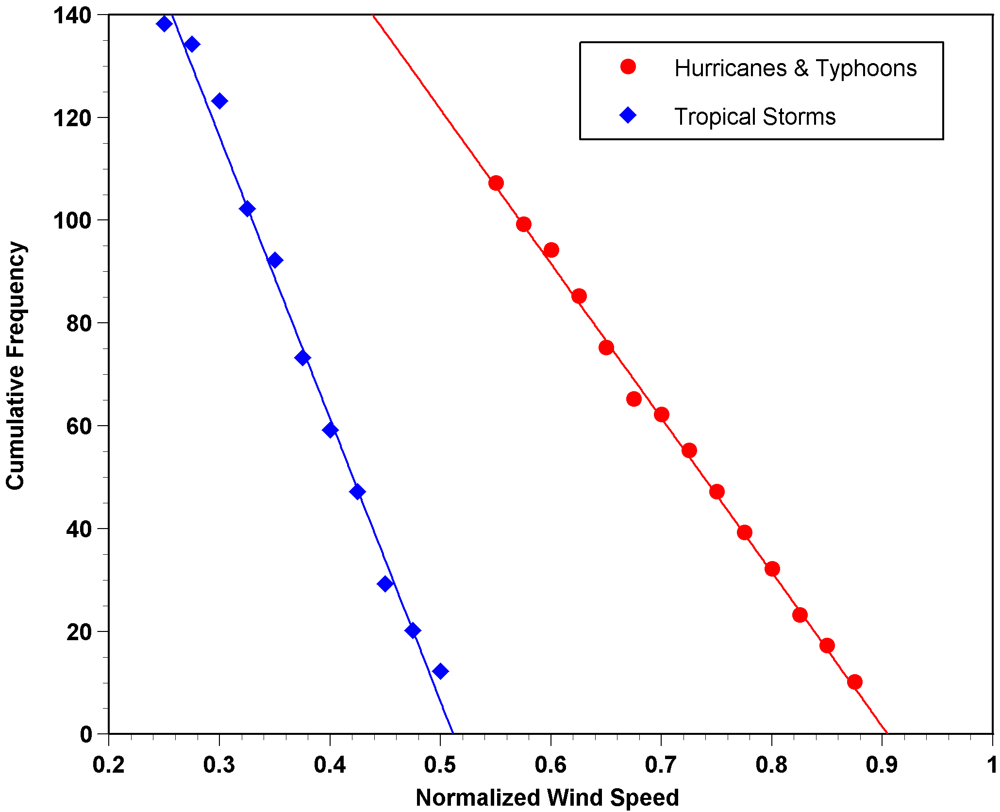 140
120
100
80
60
40
20
0
Cumulative Frequency
Hurricanes & Typhoons
Tropical Storms
0.2 0.3 0.4 0.5 0.6 0.7 0.8 0.9 1
Normalized Wind Speed